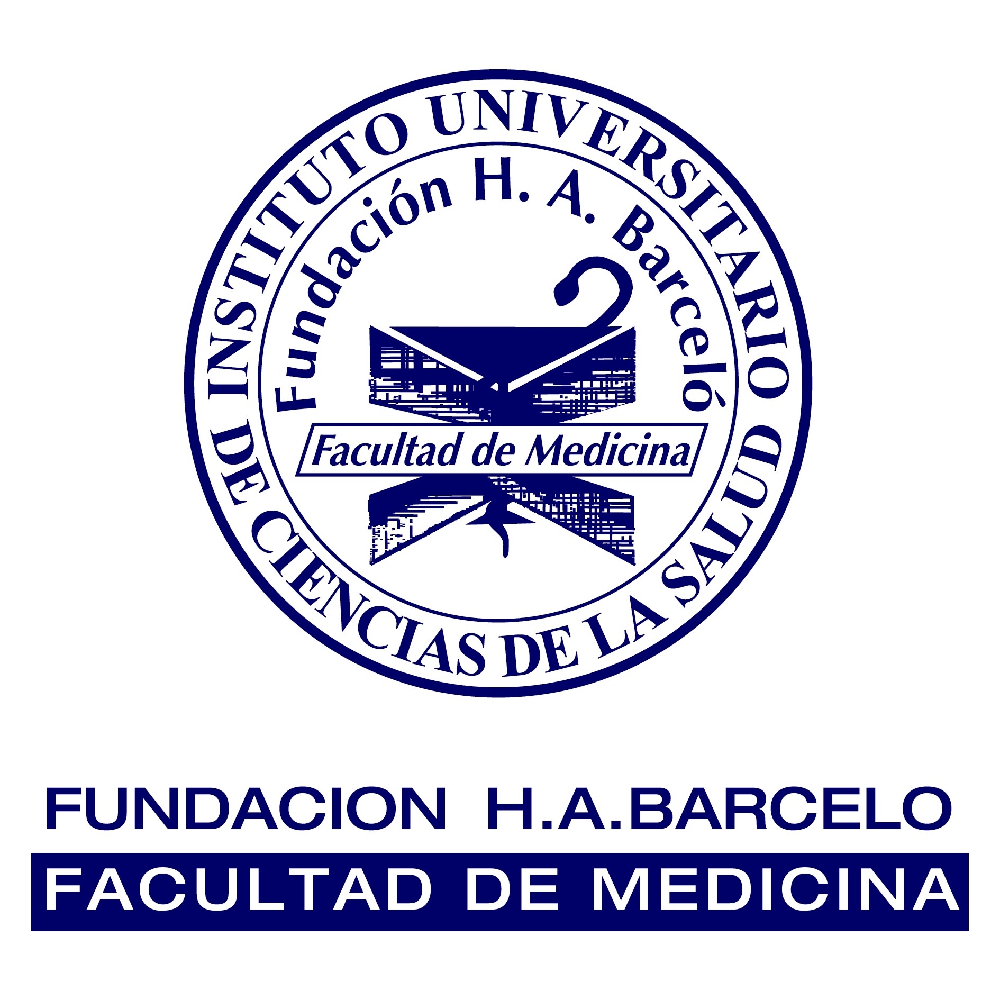 INSTITUTO UNIVERSITARIO
DE CIENCIAS DE LA SALUD
Fundación H. A. Barceló
Facultad de Medicina
FUNDACION H.A.BARCELO
FACULTAD DE MEDICINA